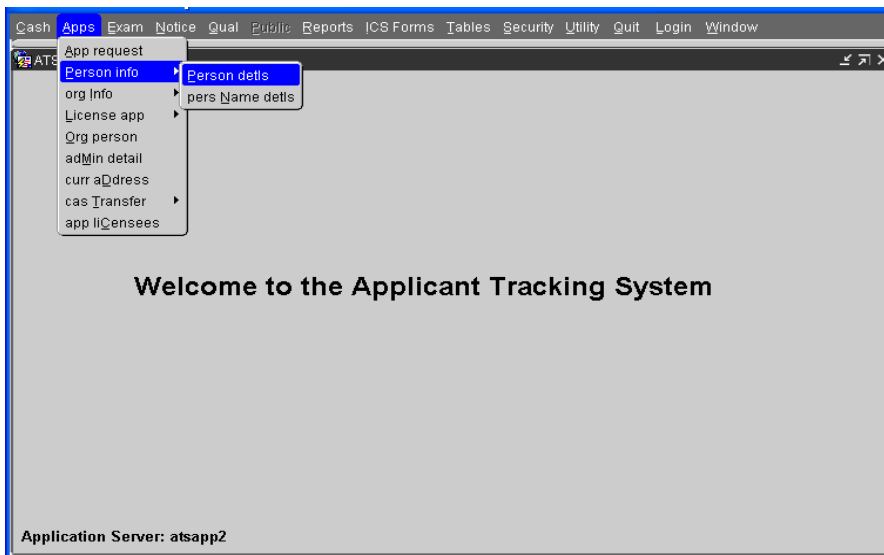 Cash Apps Exam Notice Qual Public Reports ICS Forms Tables Security Utility Quit Login Window
ATS
App request
Person info
Person detls
org Info
pers Name detls
License app
Org person
adMin detail
curr aDdress
cas Transfer
app liCensees
Welcome to the Applicant Tracking System
Application Server: atsapp2